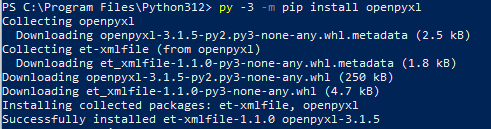 PS C:\Program Files\Python312> py -3 -m pip install openpyxl
Collecting openpyxl
  Downloading openpyxl-3.1.5-py2.py3-none-any.whl.metadata (2.5 kB)
Collecting et-xmlfile (from openpyxl)
  Downloading et_xmlfile-1.1.0-py3-none-any.whl.metadata (1.8 kB)
Downloading openpyxl-3.1.5-py2.py3-none-any.whl (250 kB)
Downloading et_xmlfile-1.1.0-py3-none-any.whl (4.7 kB)
Installing collected packages: et-xmlfile, openpyxl
Successfully installed et-xmlfile-1.1.0 openpyxl-3.1.5